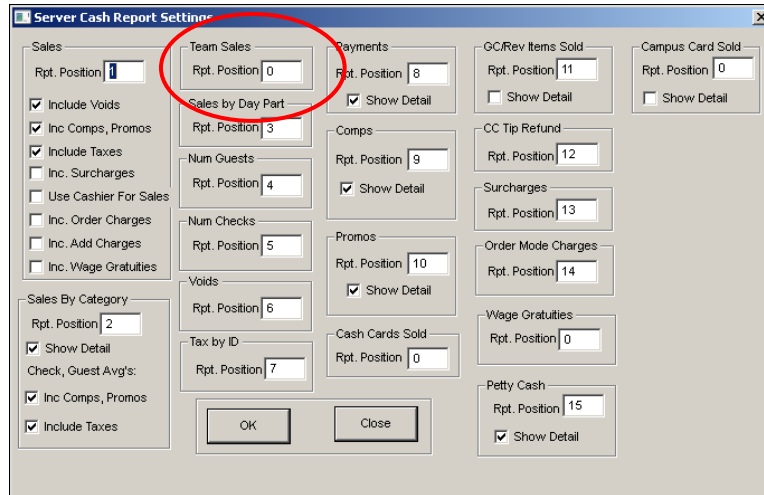 Server Cash Report Settings
Sales
Rpt. Position 1
Include Voids
Inc Comps, Promos
Include Taxes
Inc. Surcharges
Use Cashier For Sales
Inc. Order Charges
Inc. Add Charges
Inc. Wage Gratuities
Sales By Category
Rpt. Position 2
Show Detail
Check, Guest Avg's:
Inc Comps, Promos
Include Taxes
Team Sales
Rpt. Position 0
Sales by Day Part
Rpt. Position 3
Num Guests
Rpt. Position 4
Num Checks
Rpt. Position 5
Voids
Rpt. Position 6
Tax by ID
Rpt. Position 7
Payments
Rpt. Position 8
Show Detail
Comps
Rpt. Position 9
Show Detail
Promos
Rpt. Position 10
Show Detail
Cash Cards Sold
Rpt. Position 0
OK
Close
GC/Rev Items Sold
Rpt. Position 11
Show Detail
CC Tip Refund
Rpt. Position 12
Surcharges
Rpt. Position 13
Order Mode Charges
Rpt. Position 14
Wage Gratuities
Rpt. Position 0
Petty Cash
Rpt. Position 15
Show Detail
Campus Card Sold
Rpt. Position 0
Show Detail